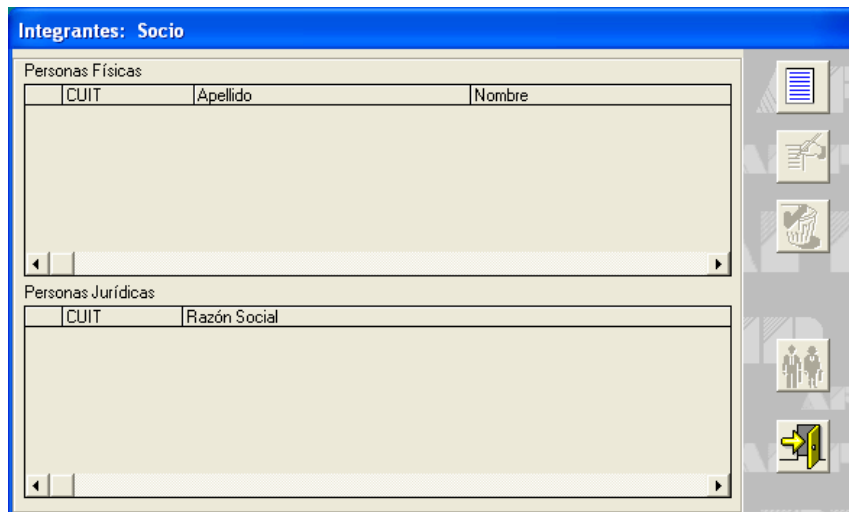 Integrantes: Socio
Personas Físicas
CUIT Apellido Nombre
Personas Jurídicas
CUIT Razón Social